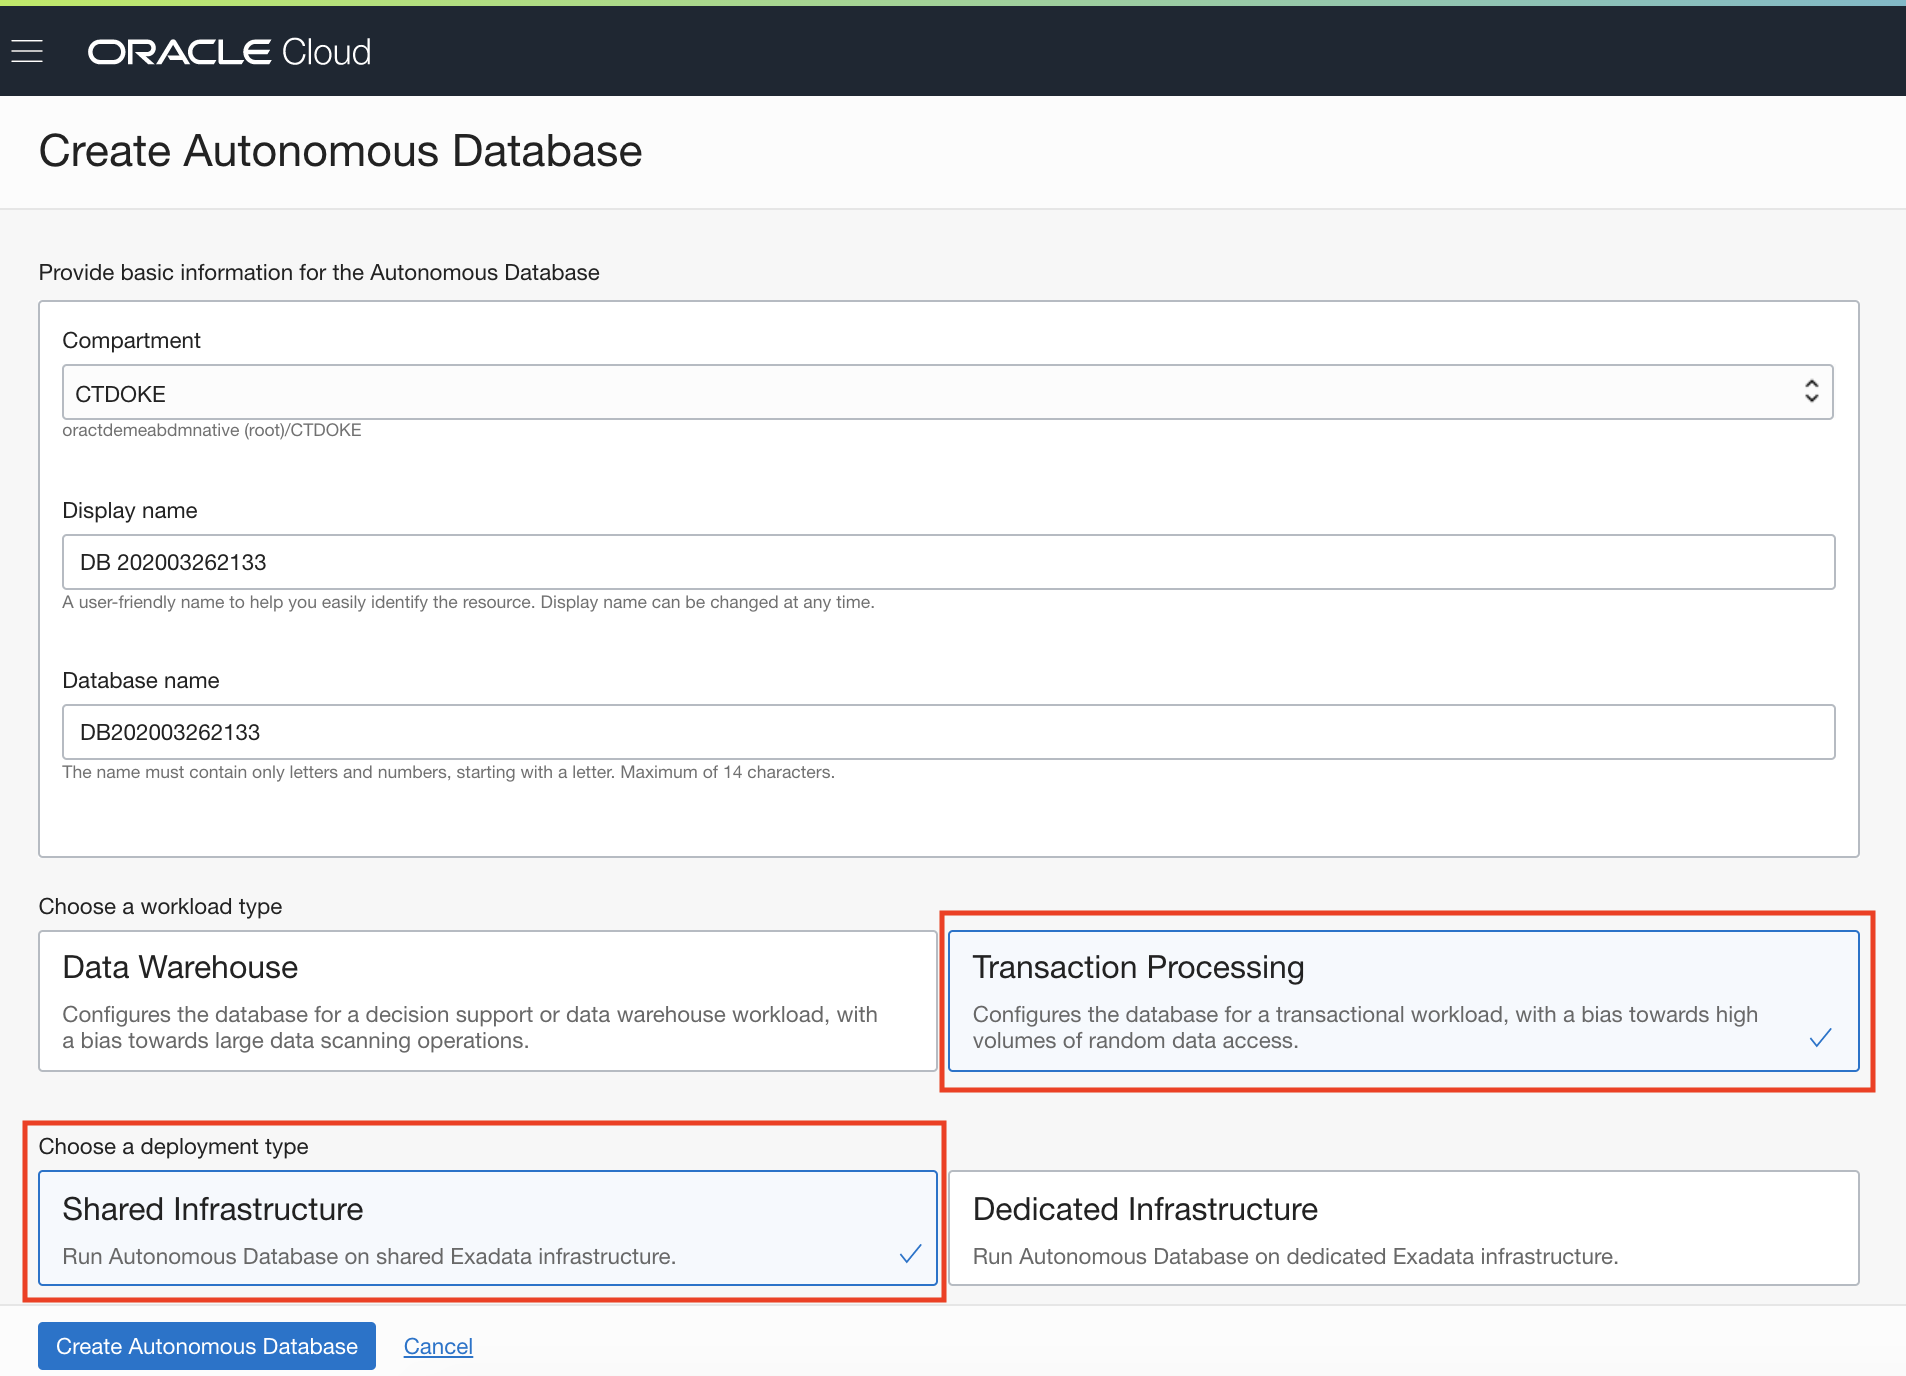 ORACLE Cloud
Create Autonomous Database
Provide basic information for the Autonomous Database
Compartment
CTDOKE
oractdemeabdmnative (root)/CTDOKE
Display name
DB 202003262133
A user-friendly name to help you easily identify the resource. Display name can be changed at any time.
Database name
DB202003262133
The name must contain only letters and numbers, starting with a letter. Maximum of 14 characters.
Choose a workload type
Data Warehouse
Configures the database for a decision support or data warehouse workload, with
a bias towards large data scanning operations.
Transaction Processing
Configures the database for a transactional workload, with a bias towards high
volumes of random data access.
Choose a deployment type
Shared Infrastructure
Run Autonomous Database on shared Exadata infrastructure.
Dedicated Infrastructure
Run Autonomous Database on dedicated Exadata infrastructure.
Create Autonomous Database
Cancel